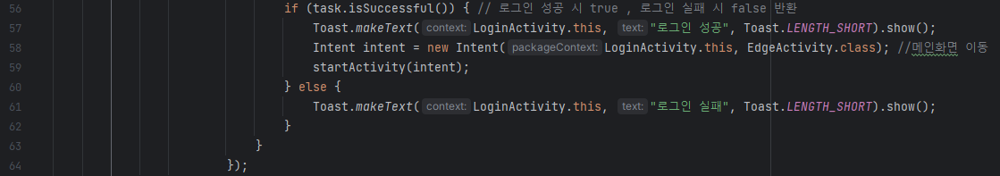 56 if (task.isSuccessful()) { // 로그인 성공 시 true , 로그인 실패 시 false 반환
57 Toast.makeText( context: LoginActivity.this, text: "로그인 성공", Toast.LENGTH_SHORT).show();
58 Intent intent = new Intent( packageContext: LoginActivity.this, EdgeActivity.class); //메인화면 이동
59 startActivity(intent);
60 } else {
61 Toast.makeText( context: LoginActivity.this, text: "로그인 실패", Toast.LENGTH_SHORT).show();
62 }
63 }
64 });